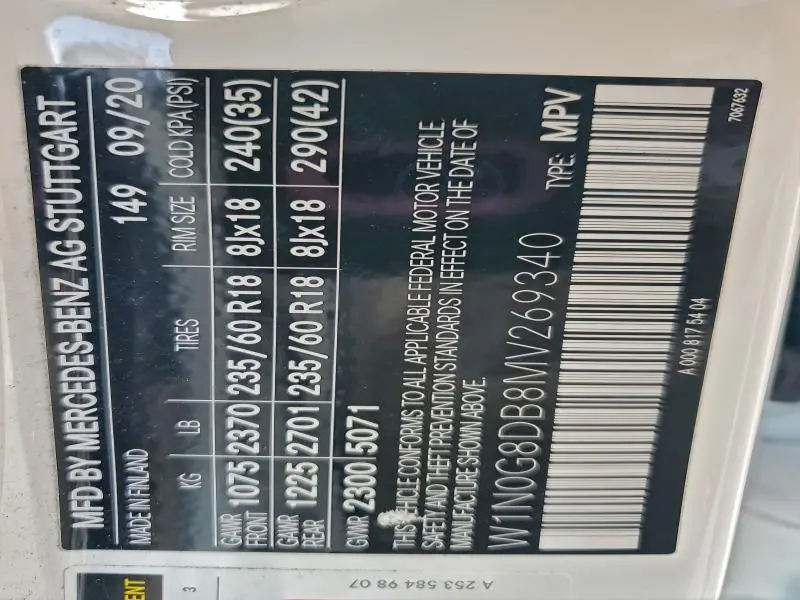 MFD BY MERCEDES-BENZ AG STUTTGART
MADE IN FINLAND 149 09/20
KG LB TIRES RIM SIZE COLD KPA(PSI)
GAWR FRONT 1075 2370 235/60 R18 8Jx18 240(35)
GAWR REAR 1225 2701 235/60 R18 8Jx18 290(42)
GVWR 2300 5071
THIS VEHICLE CONFORMS TO ALL APPLICABLE FEDERAL MOTOR VEHICLE
SAFETY AND THEFT PREVENTION STANDARDS IN EFFECT ON THE DATE OF
MANUFACTURE SHOWN ABOVE.
W1N0G8DB8MV269340 TYPE: MPV
A 000 817 54 04
7067632
ENT
3
A 253 584 98 07